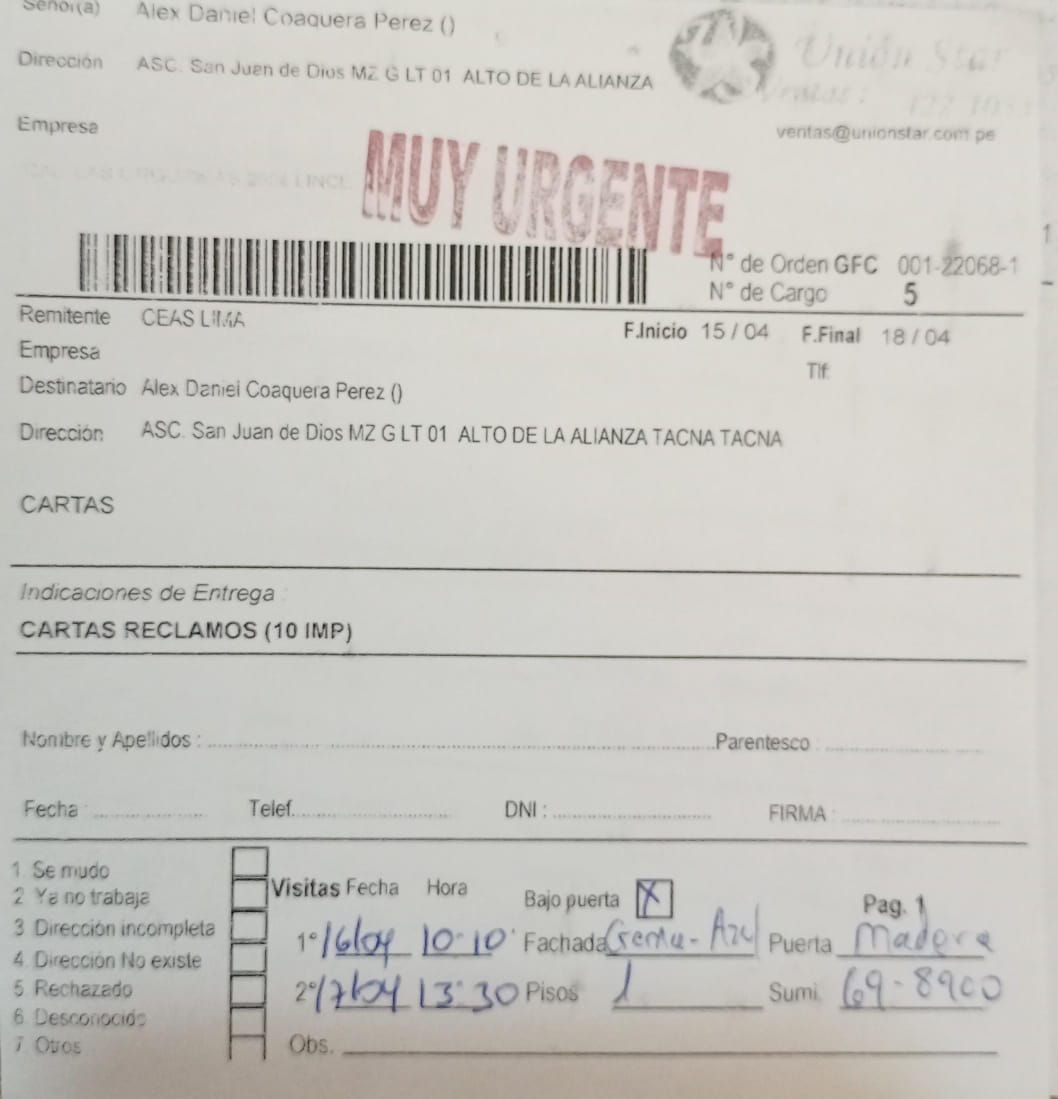 Señor(a) Alex Daniel Coaquera Perez ()
Unión Star
Dirección ASC. San Juan de Dios MZ G LT 01 ALTO DE LA ALIANZA
Ventas:
Empresa
ventas@unionstar.com.pe
LINCE
MUY URGENTE
N° de Orden GFC 001-22068-1
N° de Cargo 5
Remitente CEAS LIMA
F.Inicio 15 / 04 F.Final 18 / 04
Empresa
Tlf:
Destinatario Alex Daniel Coaquera Perez ()
Dirección ASC. San Juan de Dios MZ G LT 01 ALTO DE LA ALIANZA TACNA TACNA
CARTAS
Indicaciones de Entrega :
CARTAS RECLAMOS (10 IMP)
Nombre y Apellidos : Parentesco :
Fecha : Telef. DNI : FIRMA :
1 Se mudo
2 Ya no trabaja
3 Dirección incompleta
4 Dirección No existe
5 Rechazado
6 Desconocido
7 Otros
Visitas Fecha Hora
Bajo puerta X
Pag. 1
1° 16/04 10:10 Fachada Crema - Azul Puerta Madera
2° 17/04 13:30 Pisos 1 Sumi. 69-8900
Obs.